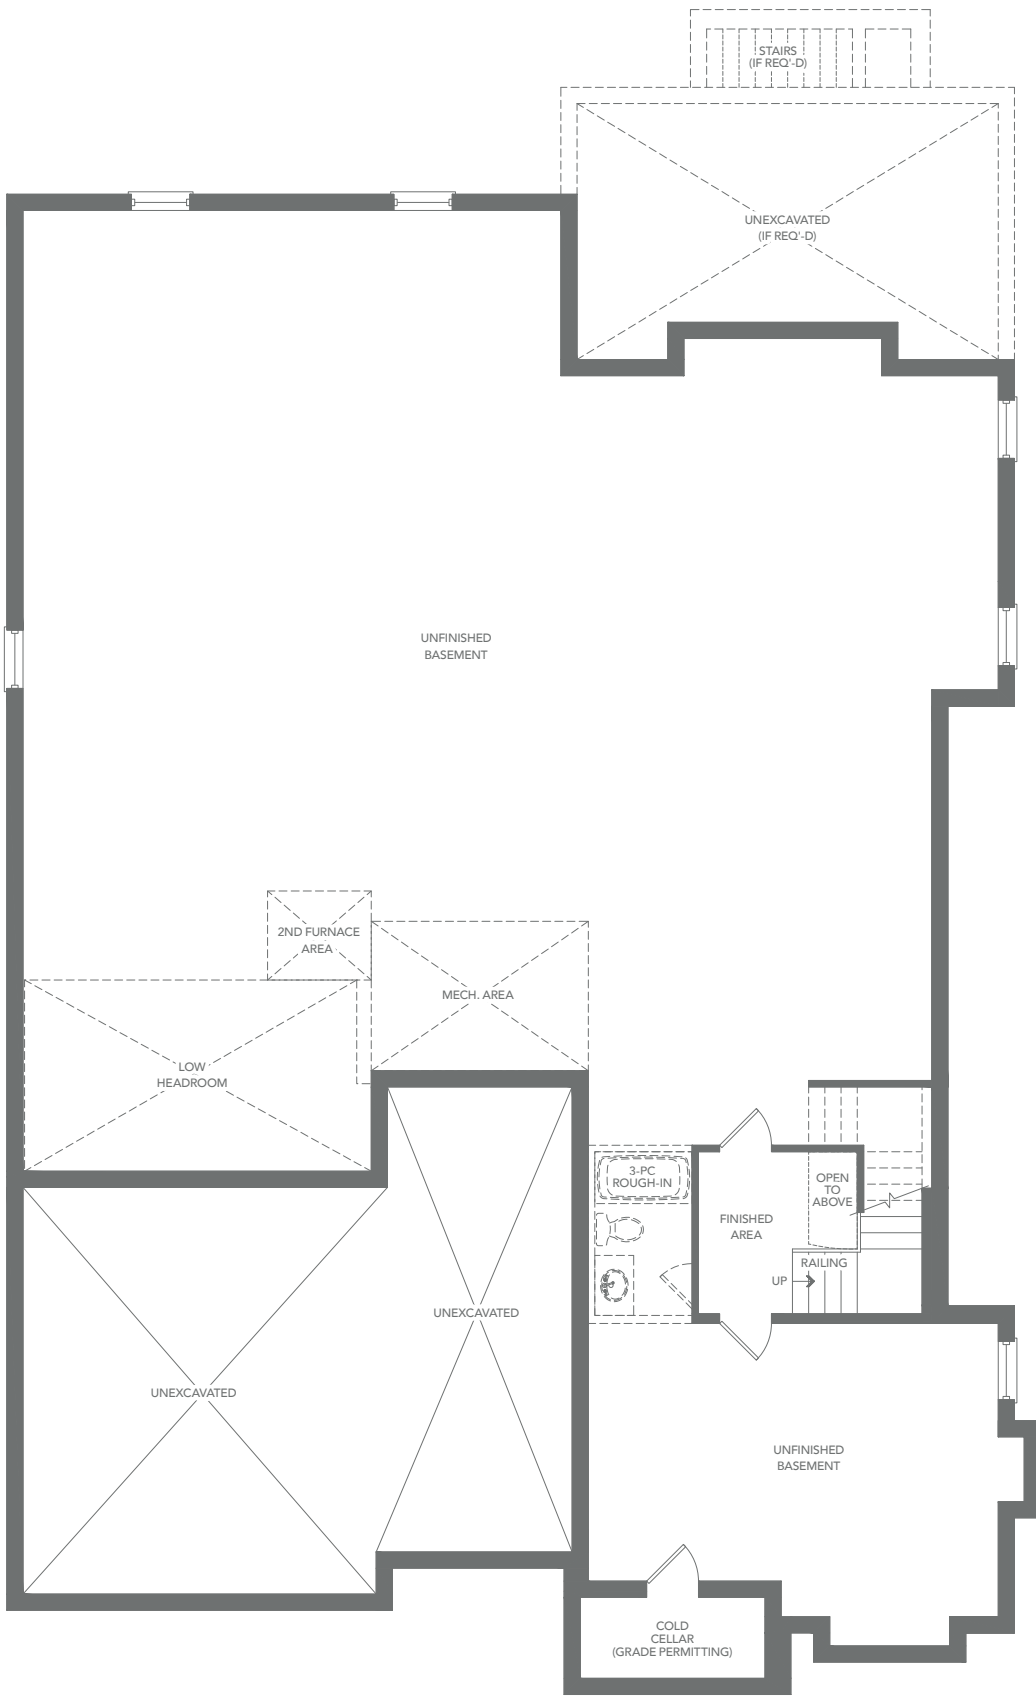 STAIRS
(IF REQ'-D)
UNEXCAVATED
(IF REQ'-D)
UNFINISHED
BASEMENT
2ND FURNACE
AREA
MECH. AREA
LOW
HEADROOM
3-PC
ROUGH-IN
OPEN
TO
ABOVE
FINISHED
AREA
RAILING
UP
UNEXCAVATED
UNEXCAVATED
UNFINISHED
BASEMENT
COLD
CELLAR
(GRADE PERMITTING)